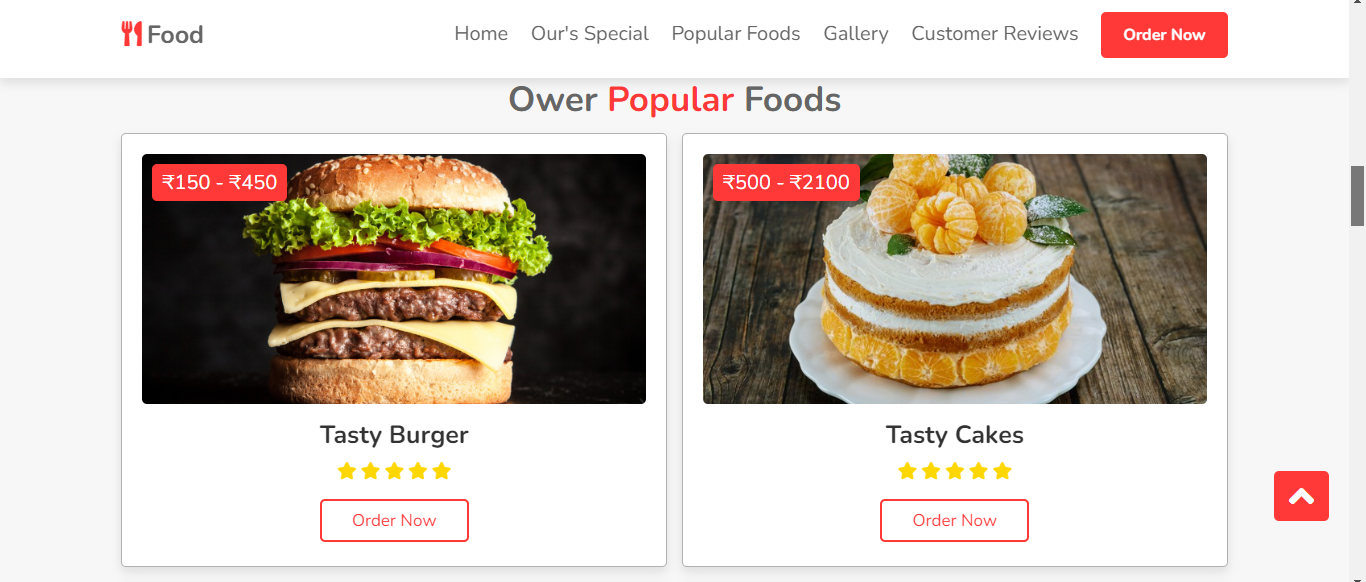 Food
Home Our's Special Popular Foods Gallery Customer Reviews Order Now
Ower Popular Foods
₹150 - ₹450
₹500 - ₹2100
Tasty Burger
Tasty Cakes
Order Now
Order Now